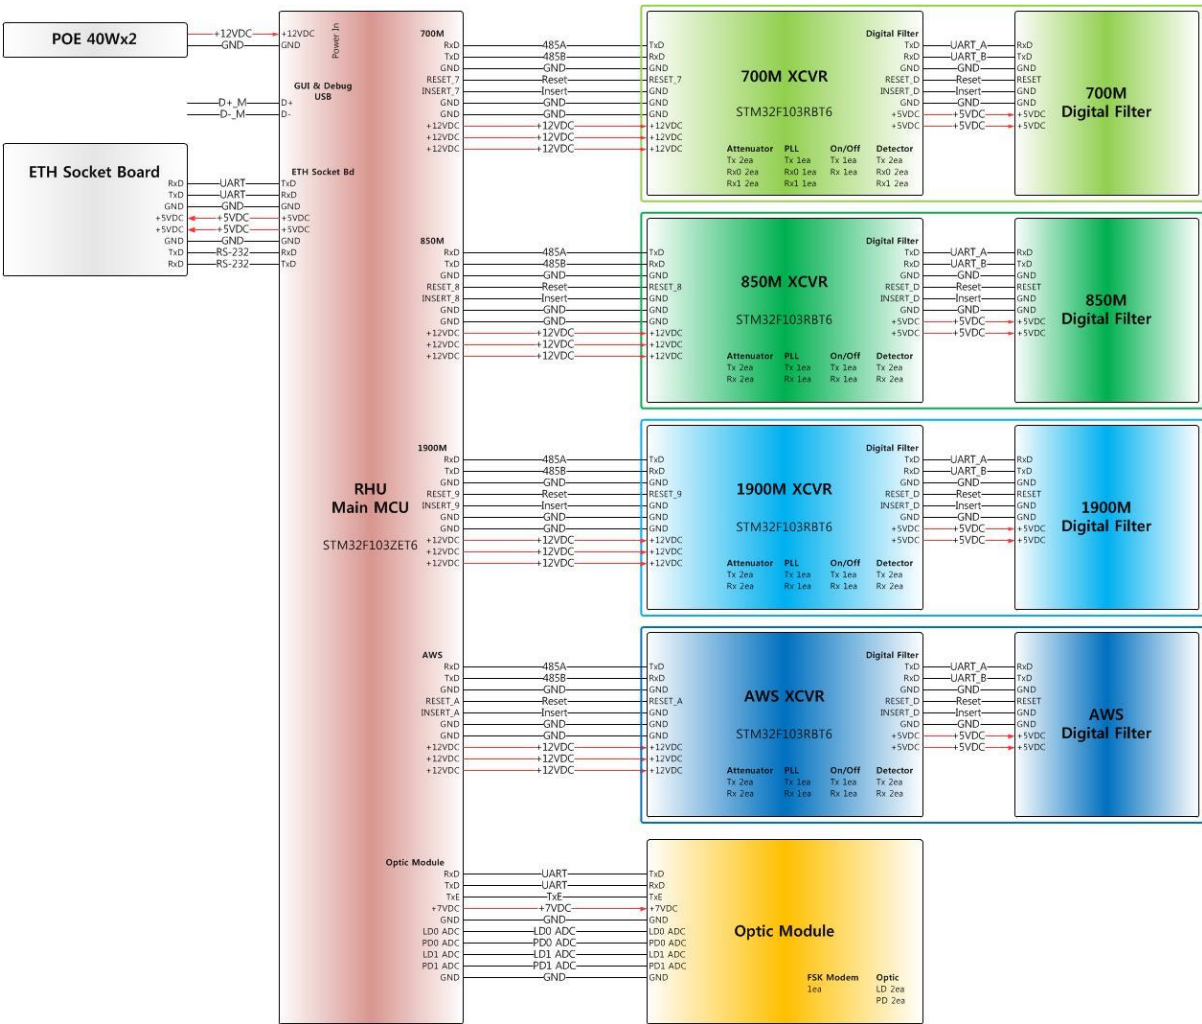 POE 40Wx2
+12VDC +12VDC
GND GND
Power In
GUI & Debug
USB
D+_M D+
D-_M D-
ETH Socket Board
ETH Socket Bd
RxD UART TxD
TxD UART RxD
GND GND GND
+5VDC +5VDC +5VDC
+5VDC +5VDC +5VDC
GND GND GND
TxD RS-232 RxD
RxD RS-232 TxD
RHU
Main MCU
STM32F103ZET6
700M
RxD 485A TxD
TxD 485B RxD
GND GND GND
RESET_7 Reset RESET_7
INSERT_7 Insert GND
GND GND GND
GND GND GND
+12VDC +12VDC +12VDC
+12VDC +12VDC +12VDC
+12VDC +12VDC +12VDC
700M XCVR
STM32F103RBT6
Attenuator PLL On/Off Detector
Tx 2ea Tx 1ea Tx 1ea Tx 2ea
Rx0 2ea Rx0 1ea Rx 1ea Rx0 2ea
Rx1 2ea Rx1 1ea Rx1 2ea
Digital Filter
TxD UART_A RxD
RxD UART_B TxD
GND GND GND
RESET_D Reset RESET
INSERT_D Insert GND
GND GND GND
+5VDC +5VDC +5VDC
+5VDC +5VDC +5VDC
700M
Digital Filter
850M
RxD 485A TxD
TxD 485B RxD
GND GND GND
RESET_8 Reset RESET_8
INSERT_8 Insert GND
GND GND GND
GND GND GND
+12VDC +12VDC +12VDC
+12VDC +12VDC +12VDC
+12VDC +12VDC +12VDC
850M XCVR
STM32F103RBT6
Attenuator PLL On/Off Detector
Tx 2ea Tx 1ea Tx 1ea Tx 2ea
Rx 2ea Rx 1ea Rx 1ea Rx 2ea
Digital Filter
TxD UART_A RxD
RxD UART_B TxD
GND GND GND
RESET_D Reset RESET
INSERT_D Insert GND
GND GND GND
+5VDC +5VDC +5VDC
+5VDC +5VDC +5VDC
850M
Digital Filter
1900M
RxD 485A TxD
TxD 485B RxD
GND GND GND
RESET_9 Reset RESET_9
INSERT_9 Insert GND
GND GND GND
GND GND GND
+12VDC +12VDC +12VDC
+12VDC +12VDC +12VDC
+12VDC +12VDC +12VDC
1900M XCVR
STM32F103RBT6
Attenuator PLL On/Off Detector
Tx 2ea Tx 1ea Tx 1ea Tx 2ea
Rx 2ea Rx 1ea Rx 1ea Rx 2ea
Digital Filter
TxD UART_A RxD
RxD UART_B TxD
GND GND GND
RESET_D Reset RESET
INSERT_D Insert GND
GND GND GND
+5VDC +5VDC +5VDC
+5VDC +5VDC +5VDC
1900M
Digital Filter
AWS
RxD 485A TxD
TxD 485B RxD
GND GND GND
RESET_A Reset RESET_A
INSERT_A Insert GND
GND GND GND
GND GND GND
+12VDC +12VDC +12VDC
+12VDC +12VDC +12VDC
+12VDC +12VDC +12VDC
AWS XCVR
STM32F103RBT6
Attenuator PLL On/Off Detector
Tx 2ea Tx 1ea Tx 1ea Tx 2ea
Rx 2ea Rx 1ea Rx 1ea Rx 2ea
Digital Filter
TxD UART_A RxD
RxD UART_B TxD
GND GND GND
RESET_D Reset RESET
INSERT_D Insert GND
GND GND GND
+5VDC +5VDC +5VDC
+5VDC +5VDC +5VDC
AWS
Digital Filter
Optic Module
RxD UART TxD
TxD UART RxD
TxE TxE TxE
+7VDC +7VDC +7VDC
GND GND GND
LD0 ADC LD0 ADC LD0 ADC
PD0 ADC PD0 ADC PD0 ADC
LD1 ADC LD1 ADC LD1 ADC
PD1 ADC PD1 ADC PD1 ADC
GND GND GND
Optic Module
FSK Modem Optic
1ea LD 2ea
PD 2ea